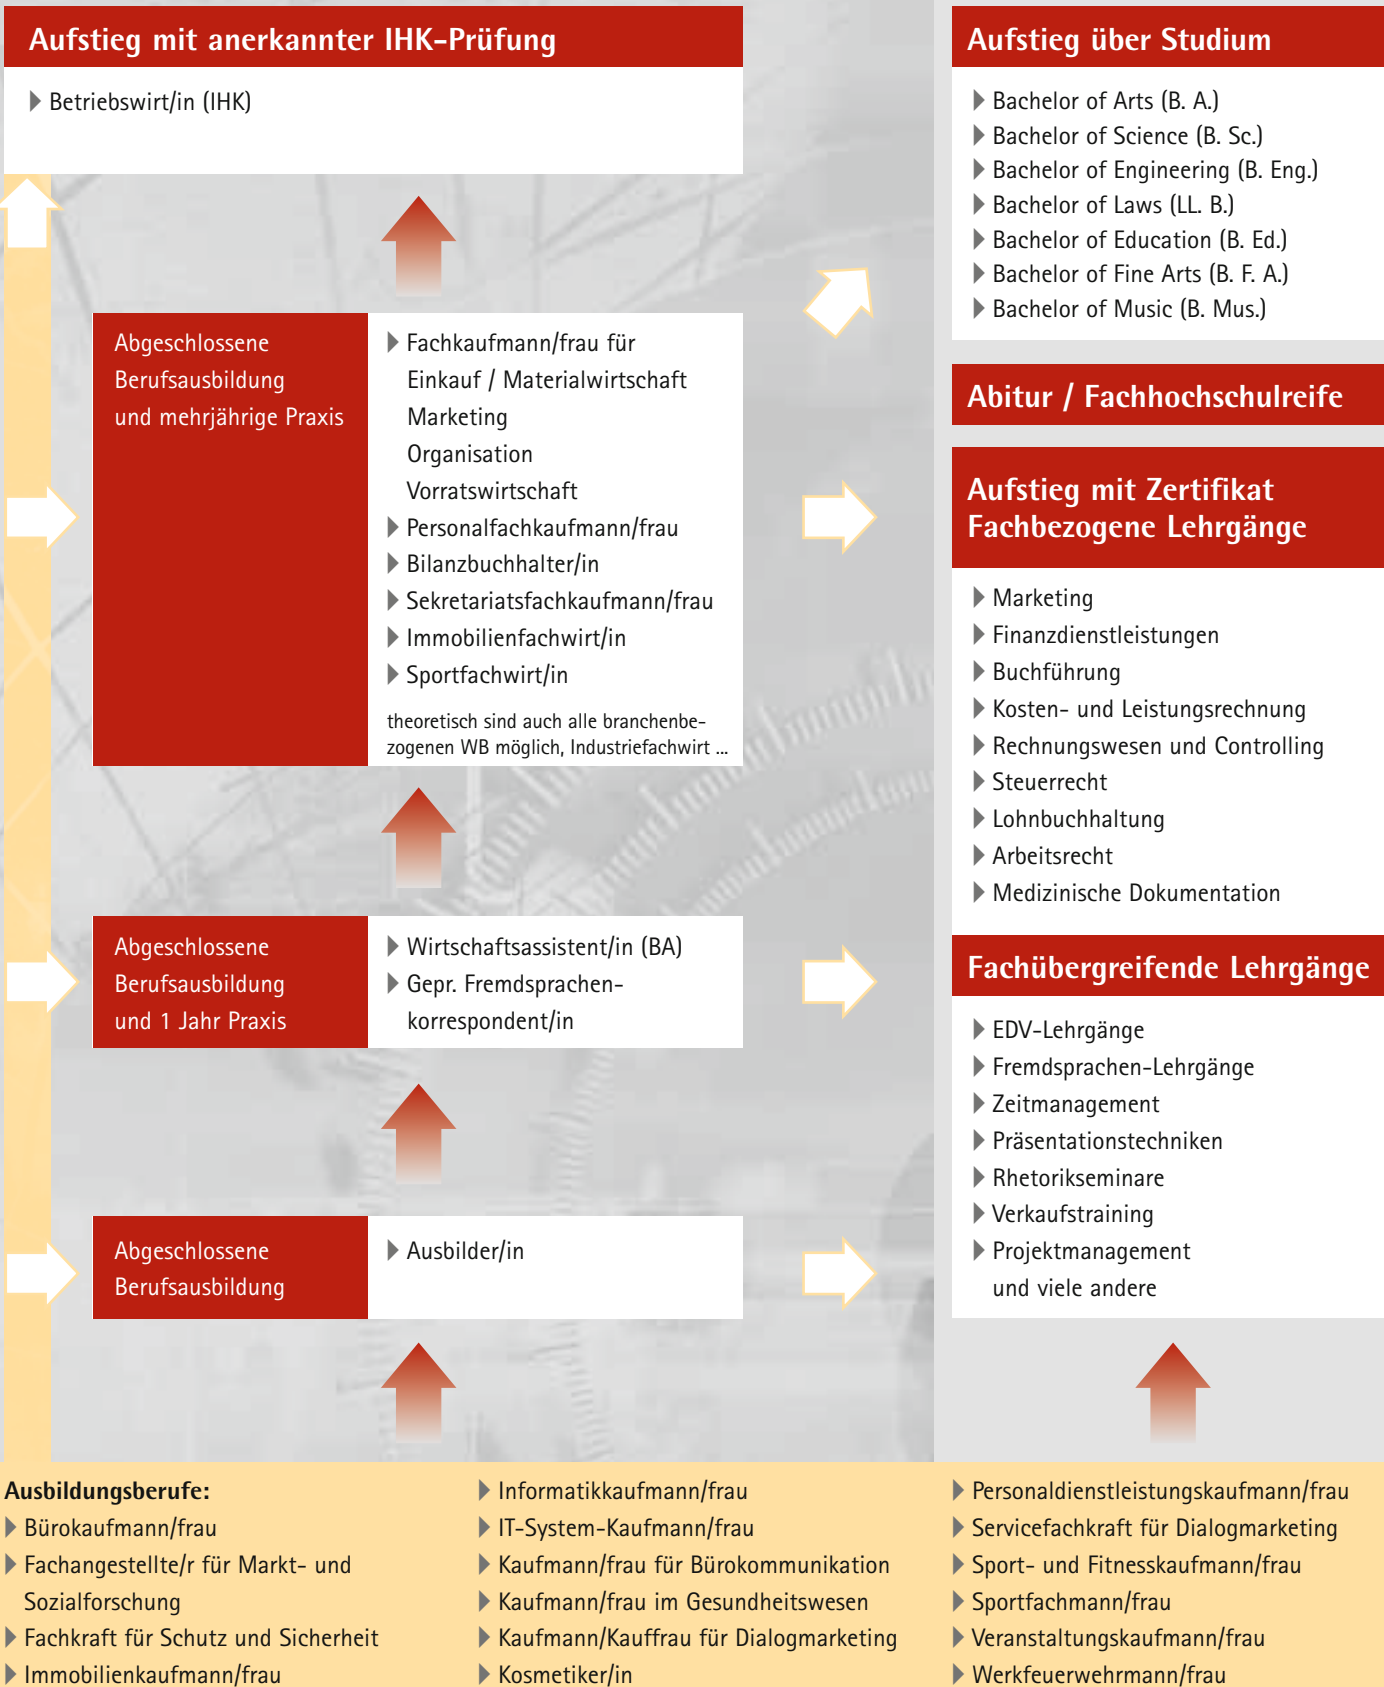 Aufstieg mit anerkannter IHK-Prüfung
Betriebswirt/in (IHK)
Abgeschlossene
Berufsausbildung
und mehrjährige Praxis
Fachkaufmann/frau für
Einkauf / Materialwirtschaft
Marketing
Organisation
Vorratswirtschaft
Personalfachkaufmann/frau
Bilanzbuchhalter/in
Sekretariatsfachkaufmann/frau
Immobilienfachwirt/in
Sportfachwirt/in
theoretisch sind auch alle branchenbe-
zogenen WB möglich, Industriefachwirt ...
Abgeschlossene
Berufsausbildung
und 1 Jahr Praxis
Wirtschaftsassistent/in (BA)
Gepr. Fremdsprachen-
korrespondent/in
Abgeschlossene
Berufsausbildung
Ausbilder/in
Aufstieg über Studium
Bachelor of Arts (B. A.)
Bachelor of Science (B. Sc.)
Bachelor of Engineering (B. Eng.)
Bachelor of Laws (LL. B.)
Bachelor of Education (B. Ed.)
Bachelor of Fine Arts (B. F. A.)
Bachelor of Music (B. Mus.)
Abitur / Fachhochschulreife
Aufstieg mit Zertifikat
Fachbezogene Lehrgänge
Marketing
Finanzdienstleistungen
Buchführung
Kosten- und Leistungsrechnung
Rechnungswesen und Controlling
Steuerrecht
Lohnbuchhaltung
Arbeitsrecht
Medizinische Dokumentation
Fachübergreifende Lehrgänge
EDV-Lehrgänge
Fremdsprachen-Lehrgänge
Zeitmanagement
Präsentationstechniken
Rhetorikseminare
Verkaufstraining
Projektmanagement
und viele andere
Ausbildungsberufe:
Bürokaufmann/frau
Fachangestellte/r für Markt- und
Sozialforschung
Fachkraft für Schutz und Sicherheit
Immobilienkaufmann/frau
Informatikkaufmann/frau
IT-System-Kaufmann/frau
Kaufmann/frau für Bürokommunikation
Kaufmann/frau im Gesundheitswesen
Kaufmann/Kauffrau für Dialogmarketing
Kosmetiker/in
Personaldienstleistungskaufmann/frau
Servicefachkraft für Dialogmarketing
Sport- und Fitnesskaufmann/frau
Sportfachmann/frau
Veranstaltungskaufmann/frau
Werkfeuerwehrmann/frau